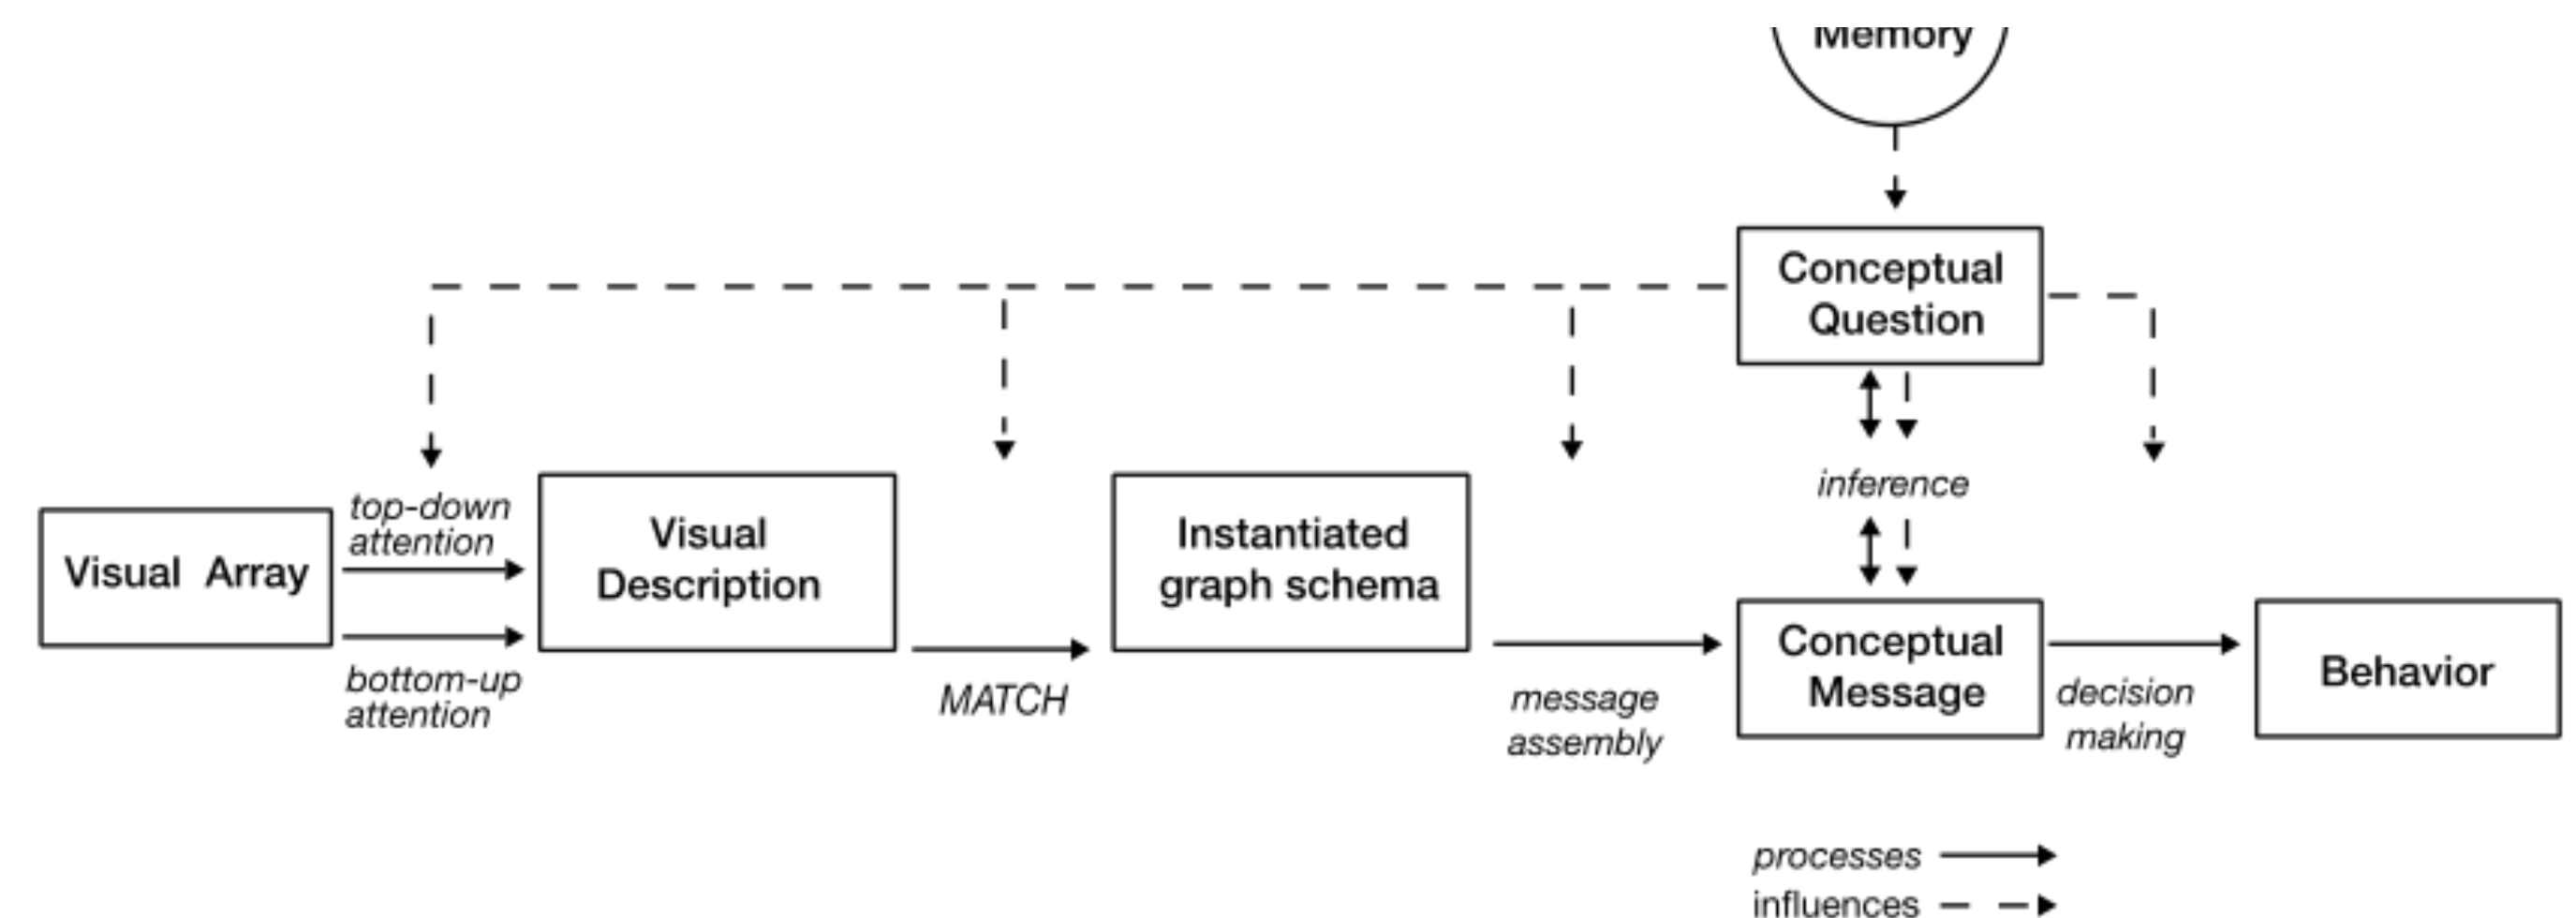 Memory
Conceptual
Question
top-down
attention
Visual Array
bottom-up
attention
Visual
Description
MATCH
Instantiated
graph schema
message
assembly
inference
Conceptual
Message
decision
making
Behavior
processes
influences